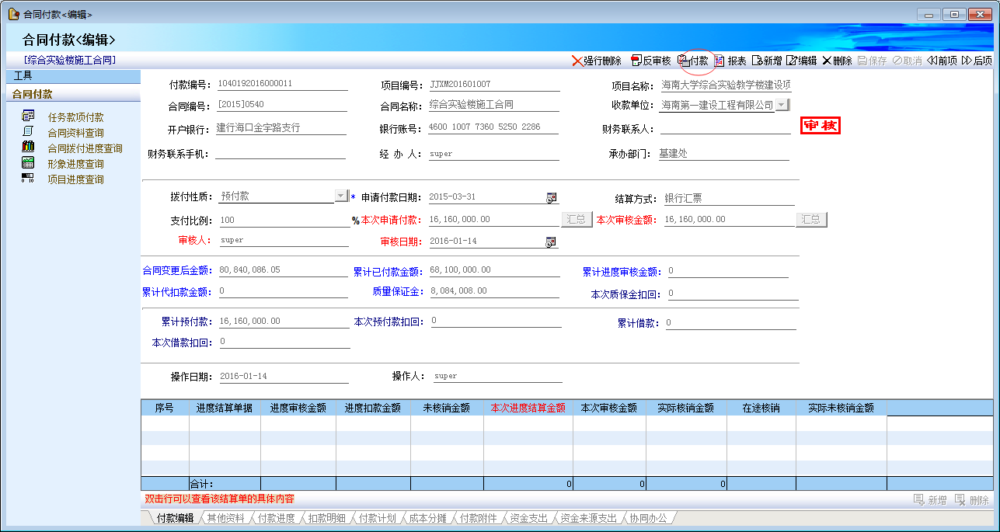 合同付款<编辑>
合同付款<编辑>
[综合实验楼施工合同]
强行删除 反审核 付款 报表 新增 编辑 删除 保存 取消 前项 后项
工具
合同付款
任务款项付款
合同资料查询
合同拨付进度查询
形象进度查询
项目进度查询
付款编号: 1040192016000011 项目编号: JJXM201601007 项目名称: 海南大学综合实验教学楼建设项
合同编号: [2015]0540 合同名称: 综合实验楼施工合同 收款单位: 海南第一建设工程有限公司
开户银行: 建行海口金宇路支行 银行账号: 4600 1007 7360 5250 2286 财务联系人:
审核
财务联系手机: 经 办 人: super 承办部门: 基建处
拨付性质: 预付款 * 申请付款日期: 2015-03-31 结算方式: 银行汇票
支付比例: 100 % 本次申请付款: 16,160,000.00 汇总 本次审核金额: 16,160,000.00 汇总
审核人: super 审核日期: 2016-01-14
合同变更后金额: 80,840,086.05 累计已付款金额: 68,100,000.00 累计进度审核金额: 0
累计代扣款金额: 0 质量保证金: 8,084,008.00 本次质保金扣回: 0
累计预付款: 16,160,000.00 本次预付款扣回: 0 累计借款: 0
本次借款扣回: 0
操作日期: 2016-01-14 操作人: super
序号 进度结算单据 进度审核金额 进度扣款金额 未核销金额 本次进度结算金额 本次审核金额 实际核销金额 在途核销 实际未核销金额
合计: 0 0 0
双击行可以查看该结算单的具体内容
新增 删除
付款编辑 其他资料 付款进度 扣款明细 付款计划 成本分摊 付款附件 资金支出 资金来源支出 协同办公